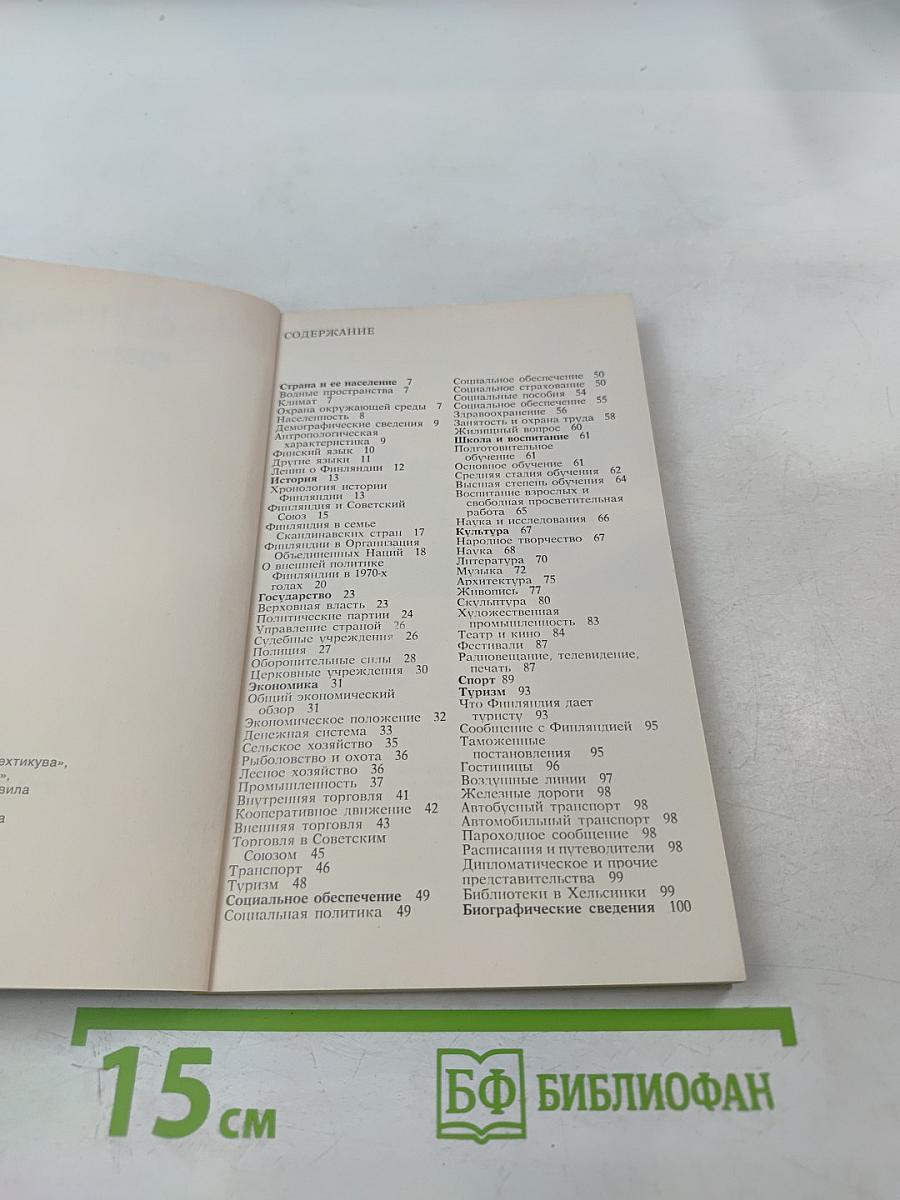 ехтикува»,
»,
вила
а
СОДЕРЖАНИЕ
Страна и ее население 7
Водные пространства 7
Климат 7
Охрана окружающей среды 7
Населенность 8
Демографические сведения 9
Антропологическая
характеристика 9
Финский язык 10
Другие языки 11
Ленин о Финляндии 12
История 13
Хронология истории
Финляндии 13
Финляндия и Советский
Союз 15
Финляндия в семье
Скандинавских стран 17
Финляндии в Организация
Объединенных Наций 18
О внешней политике
Финляндии в 1970-х
годах 20
Государство 23
Верховная власть 23
Политические партии 24
Управление страной 26
Судебные учреждения 26
Полиция 27
Оборонительные силы 28
Церковные учреждения 30
Экономика 31
Общий экономический
обзор 31
Экономическое положение 32
Денежная система 33
Сельское хозяйство 35
Рыболовство и охота 36
Лесное хозяйство 36
Промышленность 37
Внутренняя торговля 41
Кооперативное движение 42
Внешняя торговля 43
Торговля в Советским
Союзом 45
Транспорт 46
Туризм 48
Социальное обеспечение 49
Социальная политика 49
Социальное обеспечение 50
Социальное страхование 50
Социальные пособия 54
Социальное обеспечение 55
Здравоохранение 56
Занятость и охрана труда 58
Жилищный вопрос 60
Школа и воспитание 61
Подготовительное
обучение 61
Основное обучение 61
Средняя стадия обучения 62
Высшая степень обучения 64
Воспитание взрослых и
свободная просветительная
работа 65
Наука и исследования 66
Культура 67
Народное творчество 67
Наука 68
Литература 70
Музыка 72
Архитектура 75
Живопись 77
Скульптура 80
Художественная
промышленность 83
Театр и кино 84
Фестивали 87
Радиовещание, телевидение,
печать 87
Спорт 89
Туризм 93
Что Финляндия дает
туристу 93
Сообщение с Финляндией 95
Таможенные
постановления 95
Гостиницы 96
Воздушные линии 97
Железные дороги 98
Автобусный транспорт 98
Автомобильный транспорт 98
Пароходное сообщение 98
Расписания и путеводители 98
Дипломатическое и прочие
представительства 99
Библиотеки в Хельсинки 99
Биографические сведения 100
15 см
БФ БИБЛИОФАН